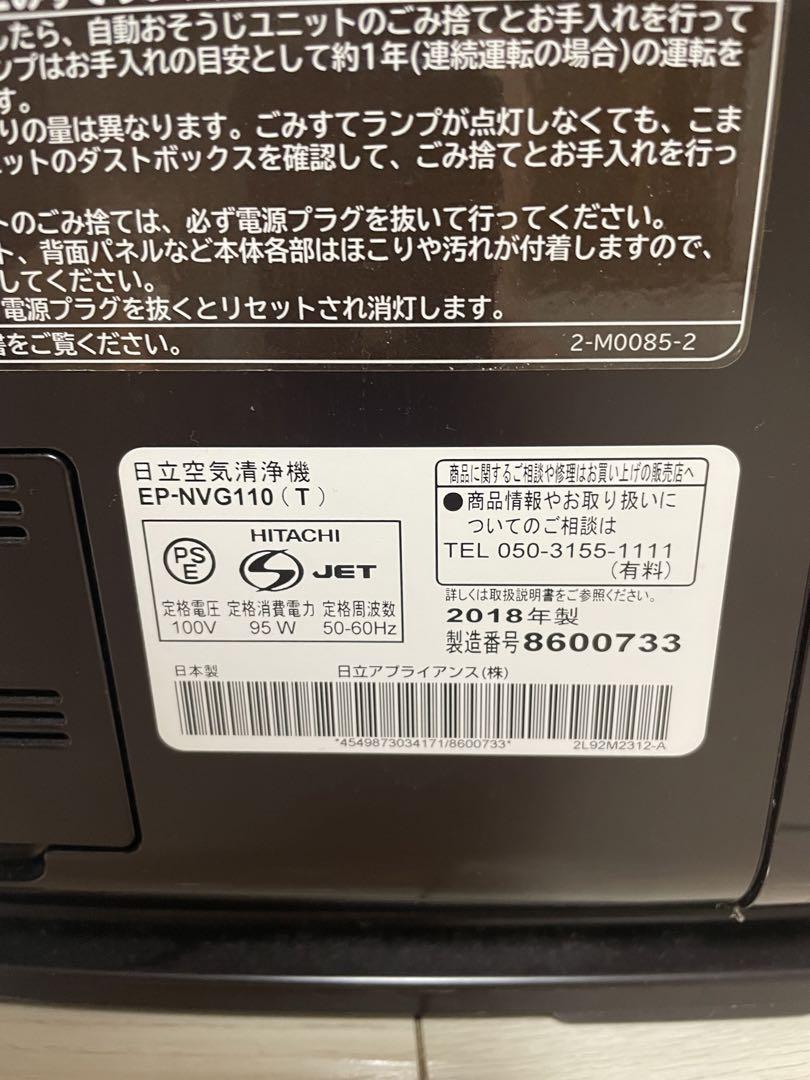 したら、自動おそうじユニットのごみ捨てとお手入れを行って
ンプはお手入れの目安として約1年(連続運転の場合)の運転を
す。
りの量は異なります。ごみすてランプが点灯しなくても、こま
ニットのダストボックスを確認して、ごみ捨てとお手入れを行っ
トのごみ捨ては、必ず電源プラグを抜いて行ってください。
ト、背面パネルなど本体各部はほこりや汚れが付着しますので、
してください。
電源プラグを抜くとリセットされ消灯します。
書をご覧ください。
2-M0085-2
日立空気清浄機
EP-NVG110(T)
PS
E
HITACHI
S JET
定格電圧 定格消費電力 定格周波数
100V 95W 50-60Hz
商品に関するご相談や修理はお買い上げの販売店へ
●商品情報やお取り扱いに
ついてのご相談は
TEL 050-3155-1111
(有料)
詳しくは取扱説明書をご参照ください。
2018年製
製造番号8600733
日本製 日立アプライアンス(株)
*4549873034171/8600733* 2L92M2312-A